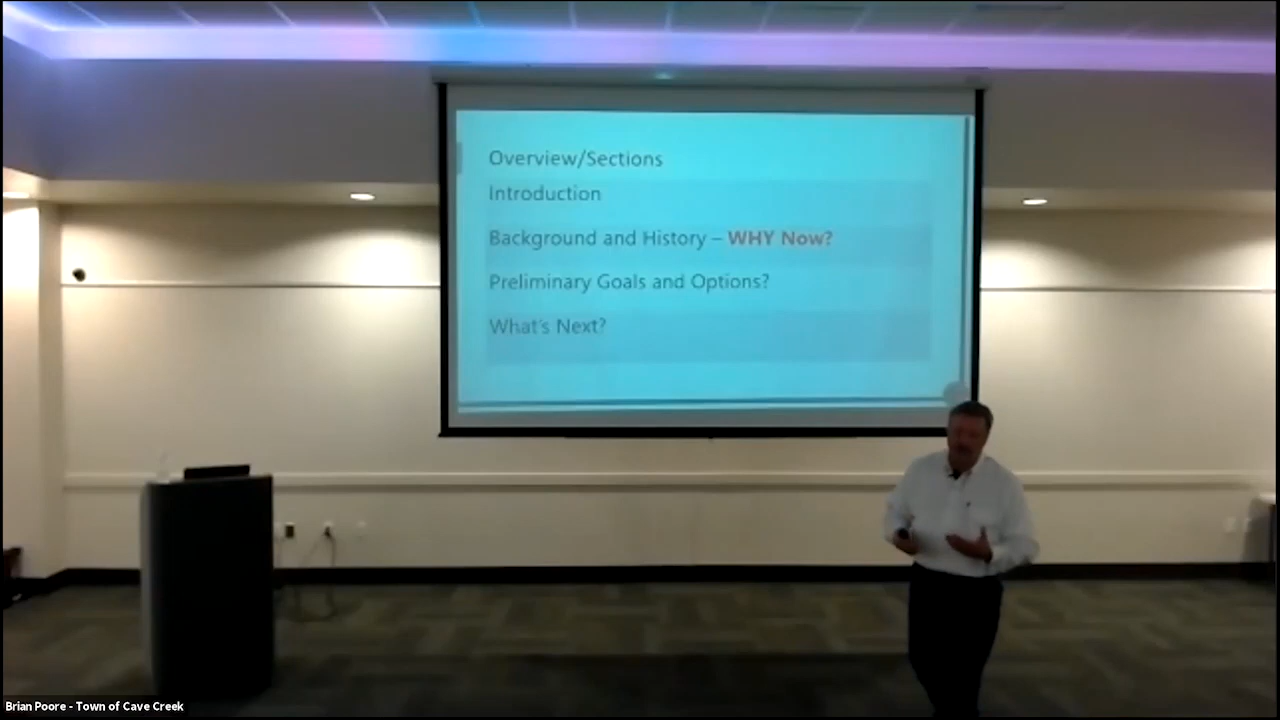 Overview/Sections
Introduction
Background and History – WHY Now?
Preliminary Goals and Options?
What's Next?
Brian Poore - Town of Cave Creek